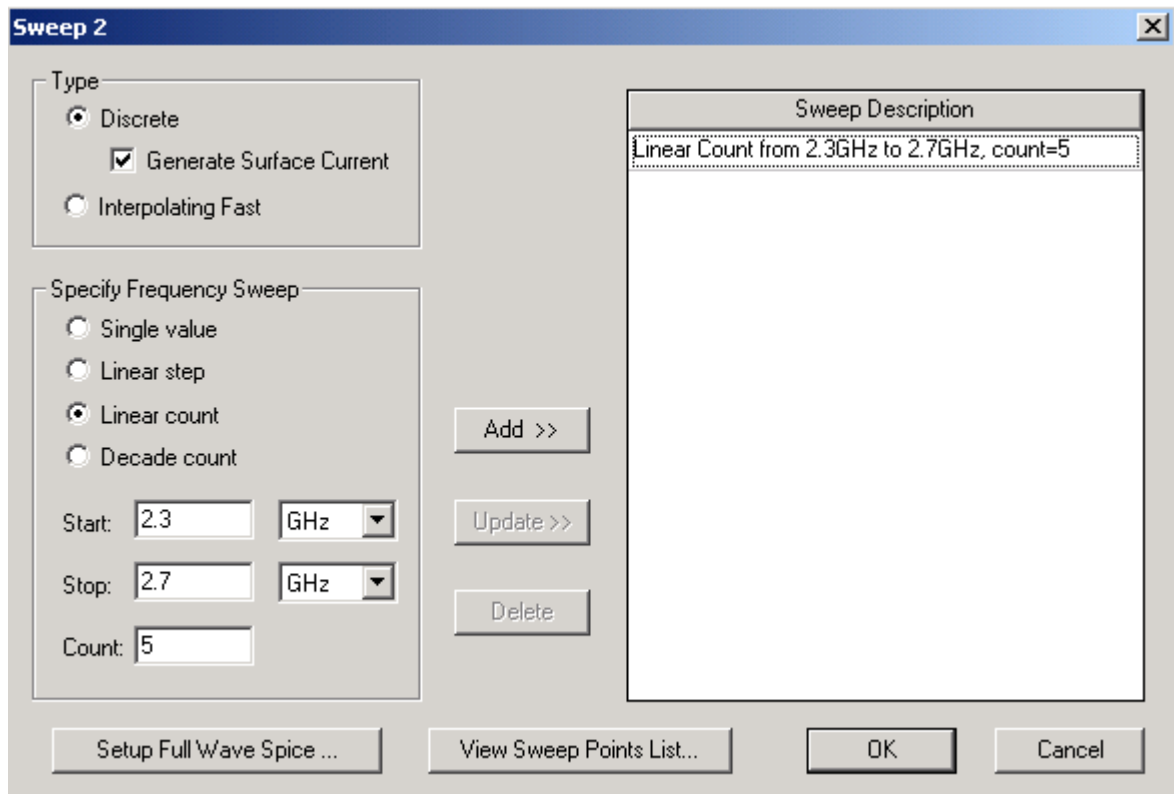 Sweep 2
Type
Discrete
Generate Surface Current
Interpolating Fast
Specify Frequency Sweep
Single value
Linear step
Linear count
Decade count
Start: 2.3 GHz
Stop: 2.7 GHz
Count: 5
Add >>
Update >>
Delete
Sweep Description
Linear Count from 2.3GHz to 2.7GHz, count=5
Setup Full Wave Spice ...
View Sweep Points List...
OK
Cancel